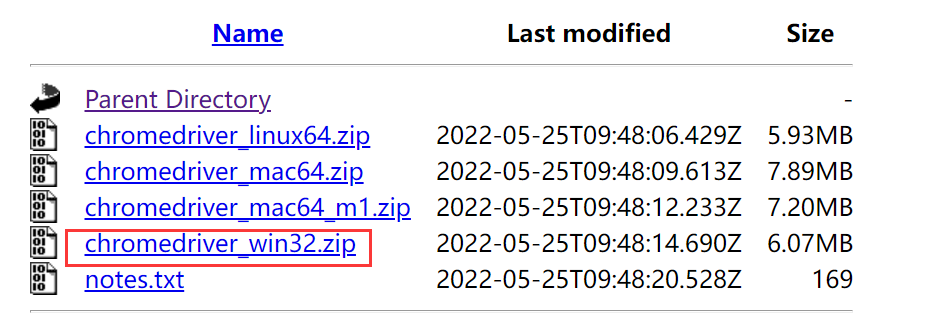 Name Last modified Size
Parent Directory -
chromedriver_linux64.zip 2022-05-25T09:48:06.429Z 5.93MB
chromedriver_mac64.zip 2022-05-25T09:48:09.613Z 7.89MB
chromedriver_mac64_m1.zip 2022-05-25T09:48:12.233Z 7.20MB
chromedriver_win32.zip 2022-05-25T09:48:14.690Z 6.07MB
notes.txt 2022-05-25T09:48:20.528Z 169